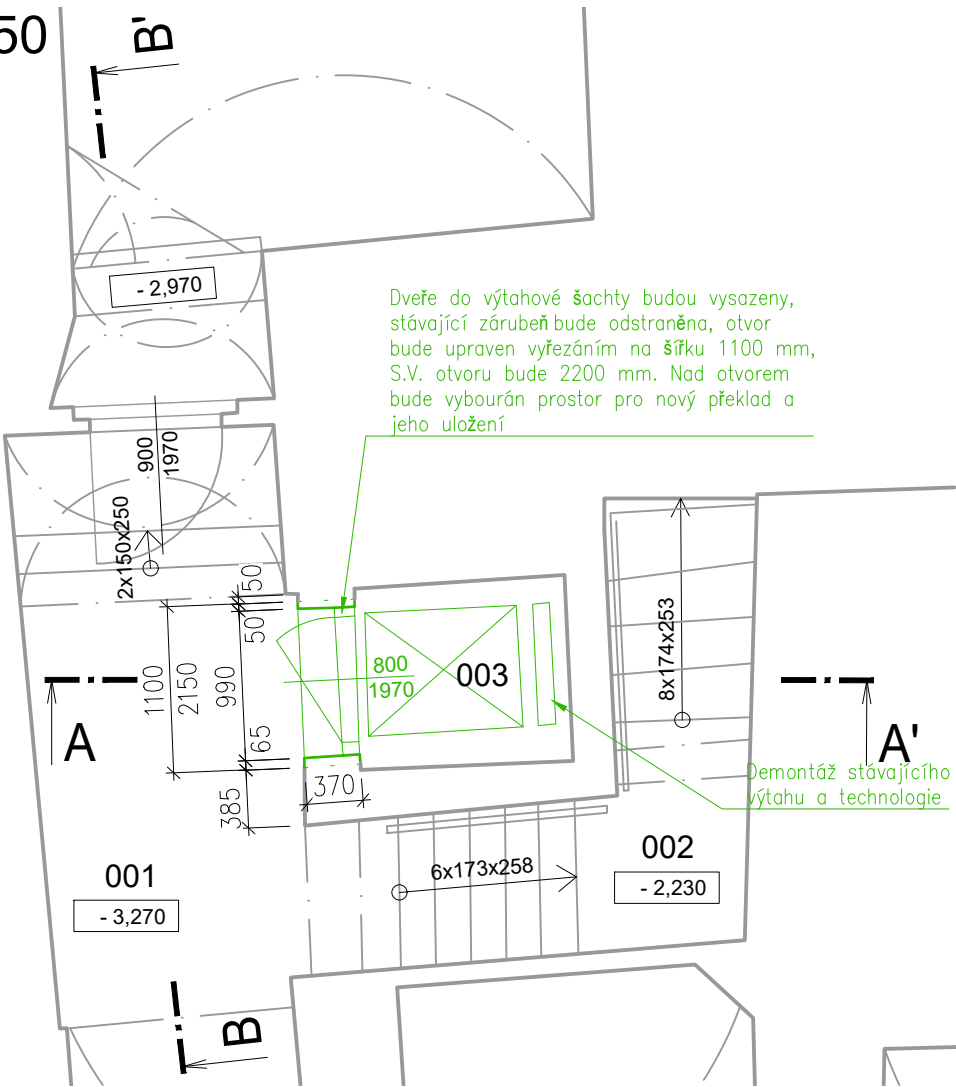 50
B'
- 2,970
Dveře do výtahové šachty budou vysazeny,
stávající zárubeň bude odstraněna, otvor
bude upraven vyřezáním na šířku 1100 mm,
S.V. otvoru bude 2200 mm. Nad otvorem
bude vybourán prostor pro nový překlad a
jeho uložení
900
1970
2x150x250
50
50
1100
2150
990
65
385
370
800
1970
003
8x174x253
A
A'
Demontáž stávajícího
výtahu a technologie
6x173x258
002
- 2,230
001
- 3,270
B